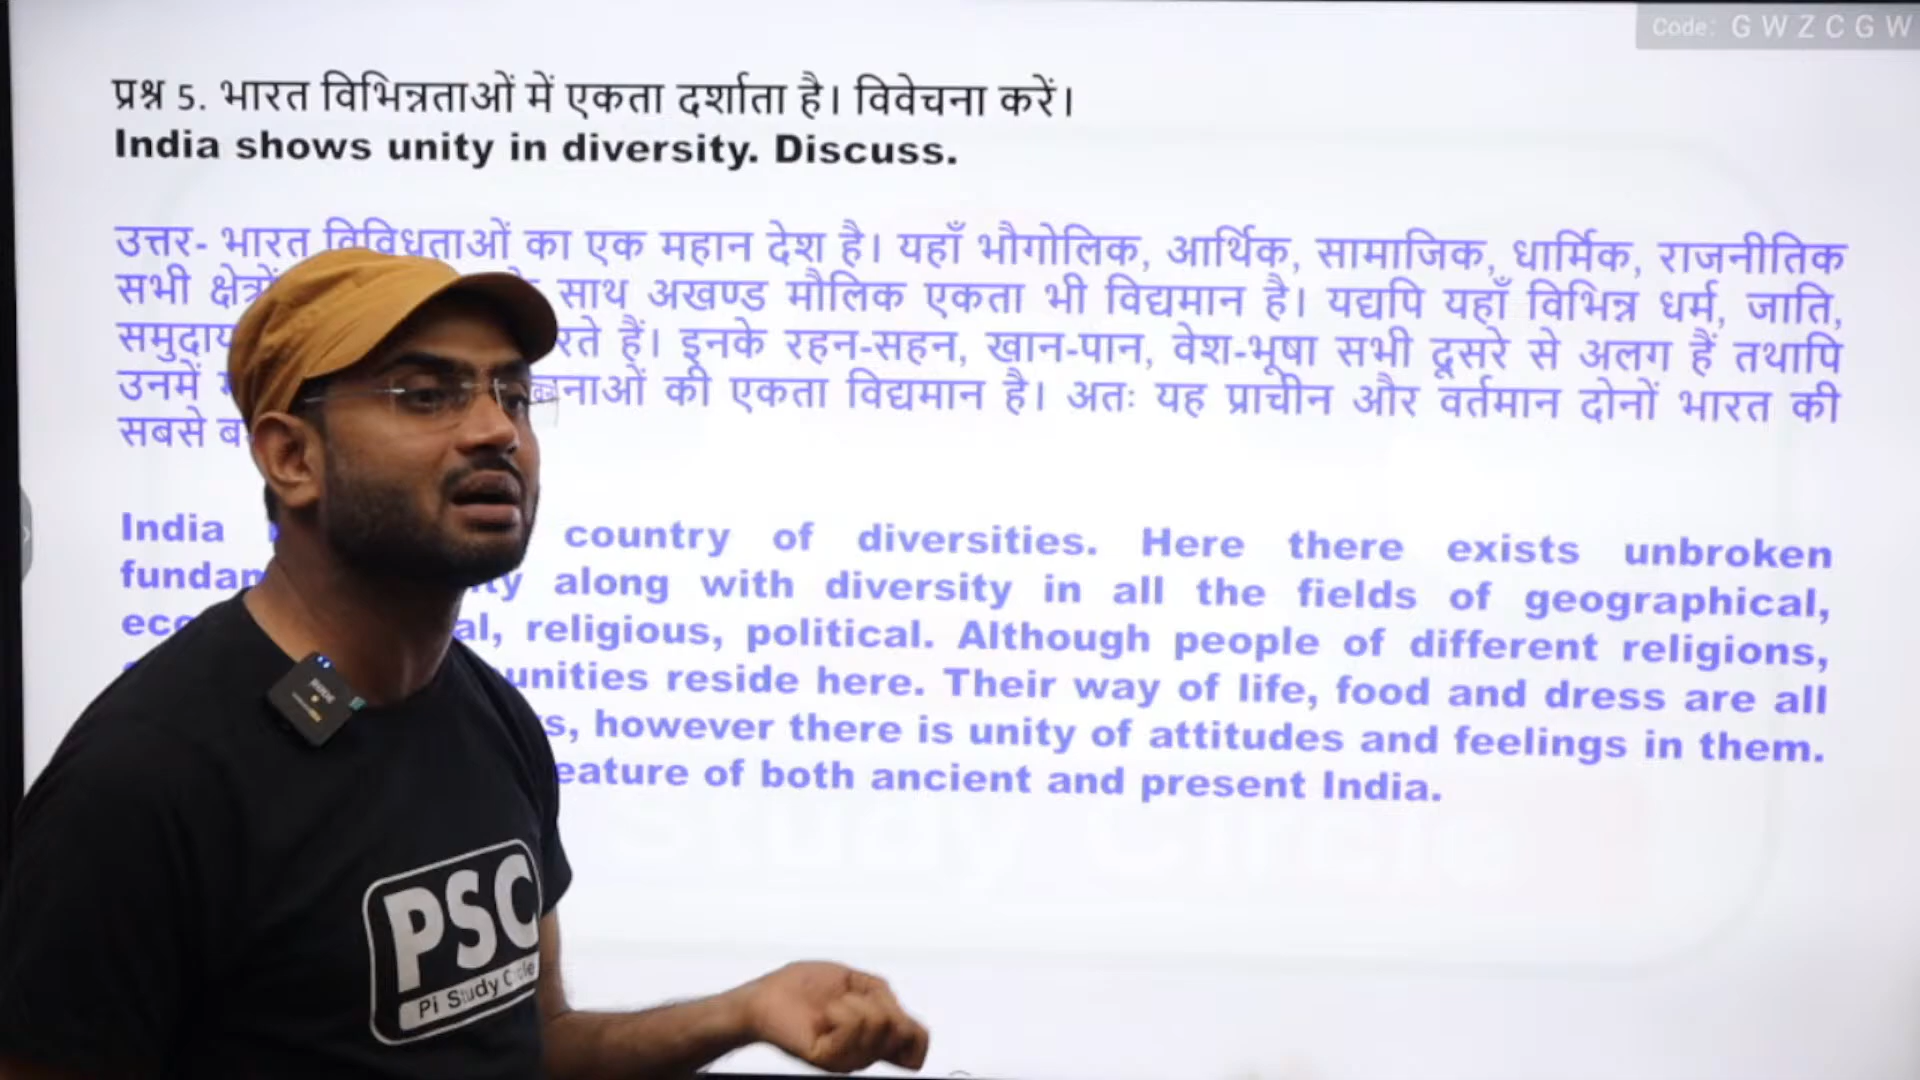 Code: G W Z C G W
प्रश्न 5. भारत विभिन्नताओं में एकता दर्शाता है। विवेचना करें।
India shows unity in diversity. Discuss.
उत्तर- भारत विविधताओं का एक महान देश है। यहाँ भौगोलिक, आर्थिक, सामाजिक, धार्मिक, राजनीतिक
सभी क्षेत्रों साथ अखण्ड मौलिक एकता भी विद्यमान है। यद्यपि यहाँ विभिन्न धर्म, जाति,
हैं। इनके रहन-सहन, खान-पान, वेश-भूषा सभी दूसरे से अलग हैं तथापि
उनमें की एकता विद्यमान है। अतः यह प्राचीन और वर्तमान दोनों भारत की
सबसे
India country of diversities. Here there exists unbroken
along with diversity in all the fields of geographical,
religious, political. Although people of different religions,
reside here. Their way of life, food and dress are all
however there is unity of attitudes and feelings in them.
of both ancient and present India.
Study Circle
PSC
Pi Study Circle